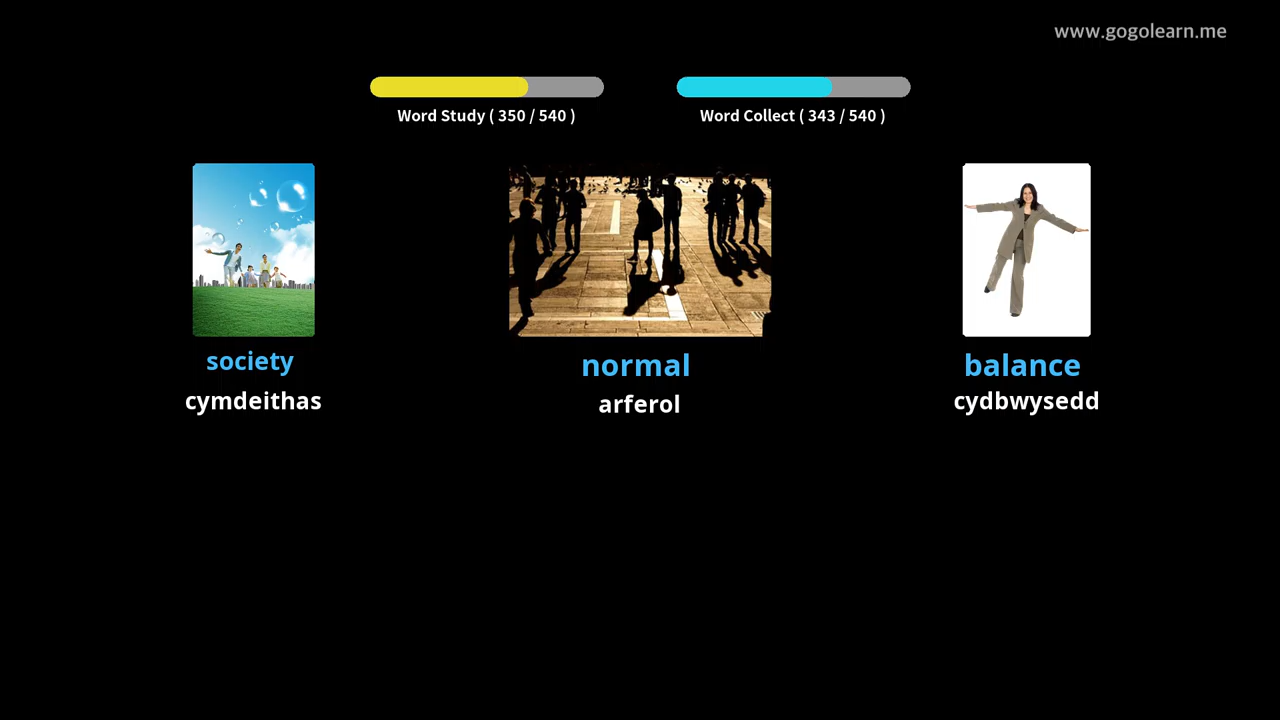 www.gogolearn.me
Word Study ( 350 / 540 )
Word Collect ( 343 / 540 )
society
normal
balance
cymdeithas
arferol
cydbwysedd